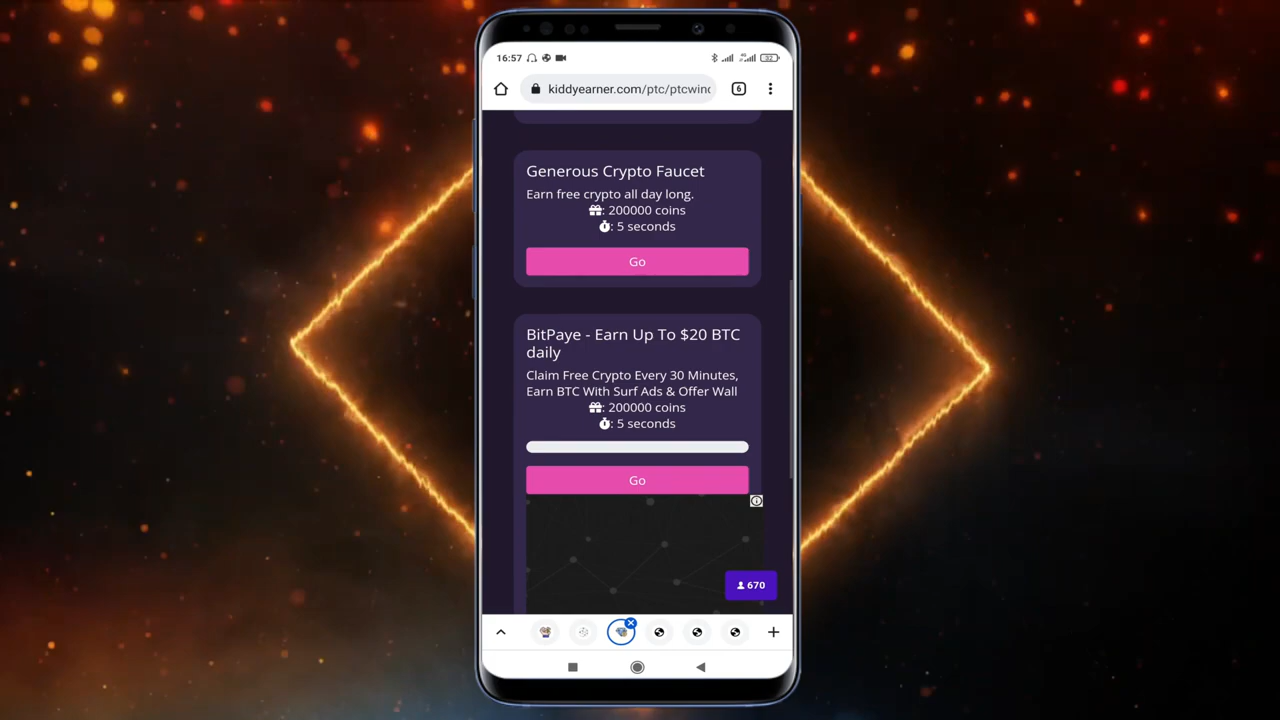 16:57
32
kiddyearner.com/ptc/ptcwind
6
Generous Crypto Faucet
Earn free crypto all day long.
: 200000 coins
: 5 seconds
Go
BitPaye - Earn Up To $20 BTC
daily
Claim Free Crypto Every 30 Minutes,
Earn BTC With Surf Ads & Offer Wall
: 200000 coins
: 5 seconds
Go
670